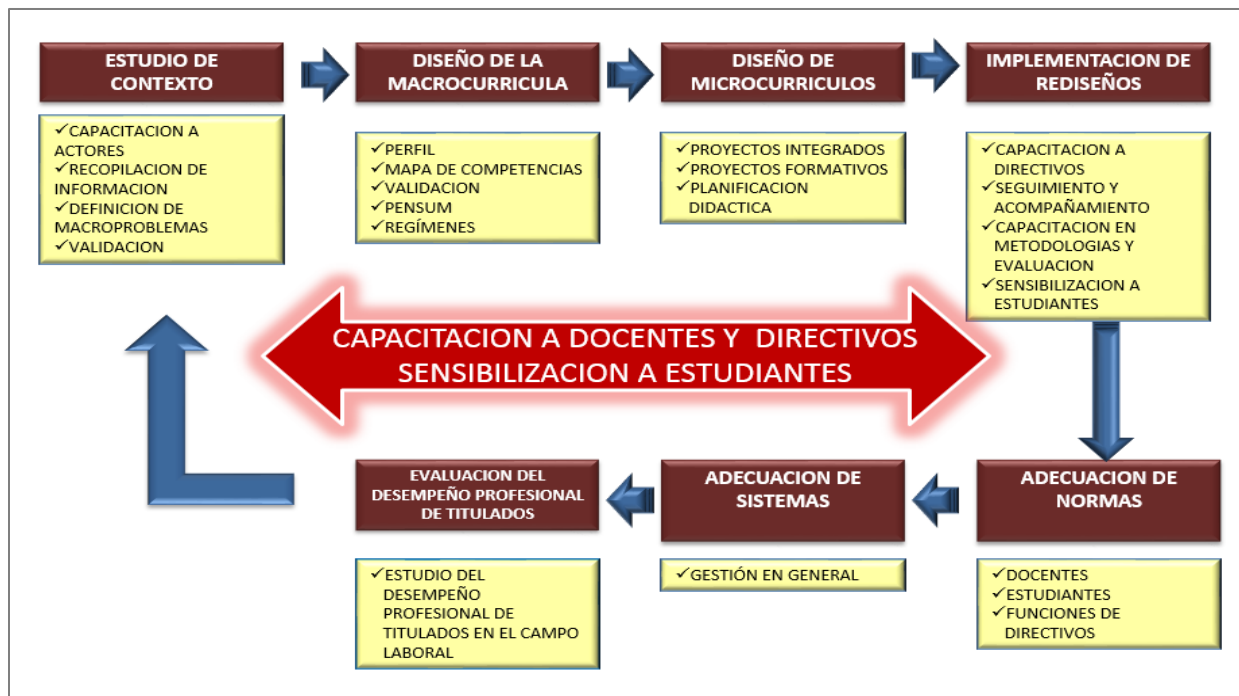 ESTUDIO DE
CONTEXTO
✓CAPACITACION A
ACTORES
✓RECOPILACION DE
INFORMACION
✓DEFINICION DE
MACROPROBLEMAS
✓VALIDACION
DISEÑO DE LA
MACROCURRICULA
✓PERFIL
✓MAPA DE COMPETENCIAS
✓VALIDACION
✓PENSUM
✓REGÍMENES
DISEÑO DE
MICROCURRICULOS
✓PROYECTOS INTEGRADOS
✓PROYECTOS FORMATIVOS
✓PLANIFICACION
DIDACTICA
IMPLEMENTACION DE
REDISEÑOS
✓CAPACITACION A
DIRECTIVOS
✓SEGUIMIENTO Y
ACOMPAÑAMIENTO
✓CAPACITACION EN
METODOLOGIAS Y
EVALUACION
✓SENSIBILIZACION A
ESTUDIANTES
CAPACITACION A DOCENTES Y DIRECTIVOS
SENSIBILIZACION A ESTUDIANTES
EVALUACION DEL
DESEMPEÑO PROFESIONAL
DE TITULADOS
✓ESTUDIO DEL
DESEMPEÑO
PROFESIONAL DE
TITULADOS EN EL CAMPO
LABORAL
ADECUACION DE
SISTEMAS
✓GESTIÓN EN GENERAL
ADECUACION DE
NORMAS
✓DOCENTES
✓ESTUDIANTES
✓FUNCIONES DE
DIRECTIVOS